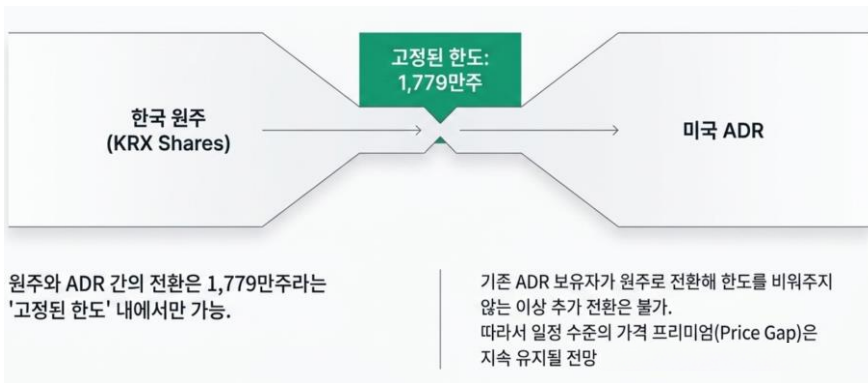 고정된 한도:
1,779만주
한국 원주
(KRX Shares)
미국 ADR
원주와 ADR 간의 전환은 1,779만주라는
'고정된 한도' 내에서만 가능.
기존 ADR 보유자가 원주로 전환해 한도를 비워주지
않는 이상 추가 전환은 불가.
따라서 일정 수준의 가격 프리미엄(Price Gap)은
지속 유지될 전망